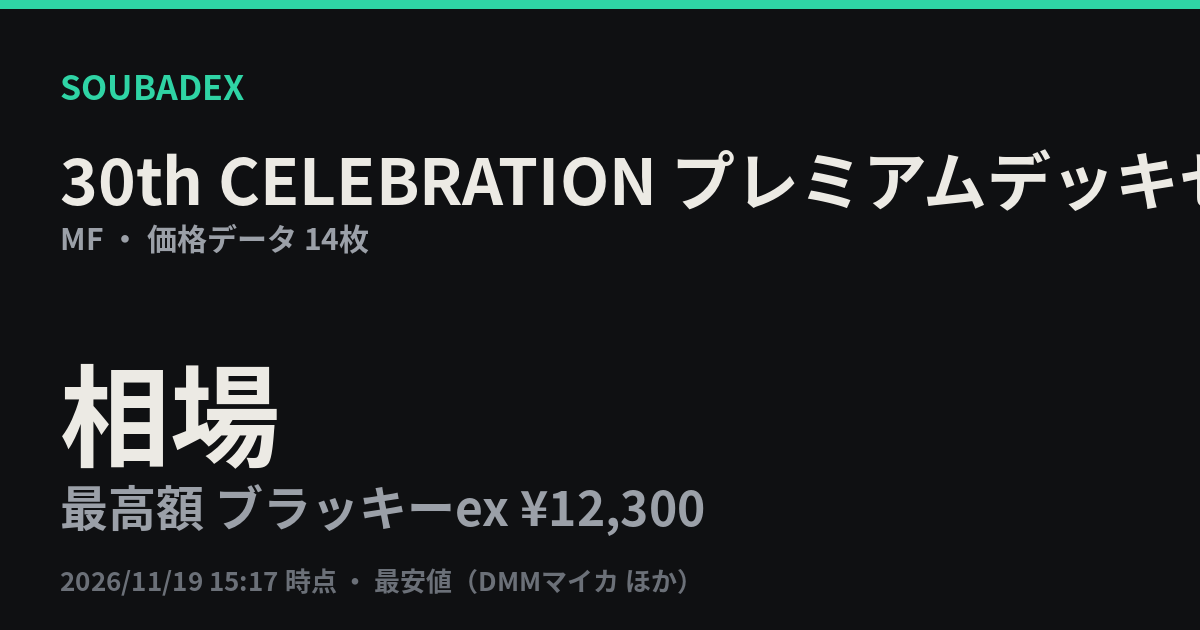 SOUBADEX
30th CELEBRATION プレミアムデッキセ
MF ・ 価格データ 14枚
相場
最高額 ブラッキーex ¥12,300
2026/11/19 15:17 時点 ・ 最安値（DMMマイカ ほか）